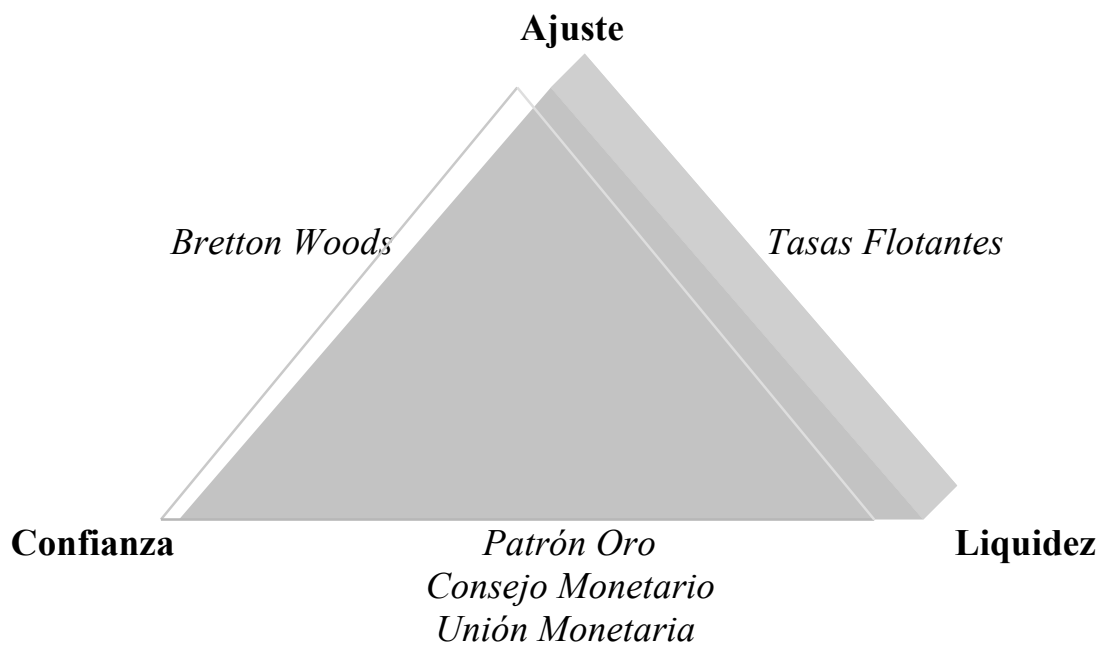 Ajuste
Bretton Woods
Tasas Flotantes
Confianza
Patrón Oro
Liquidez
Consejo Monetario
Unión Monetaria